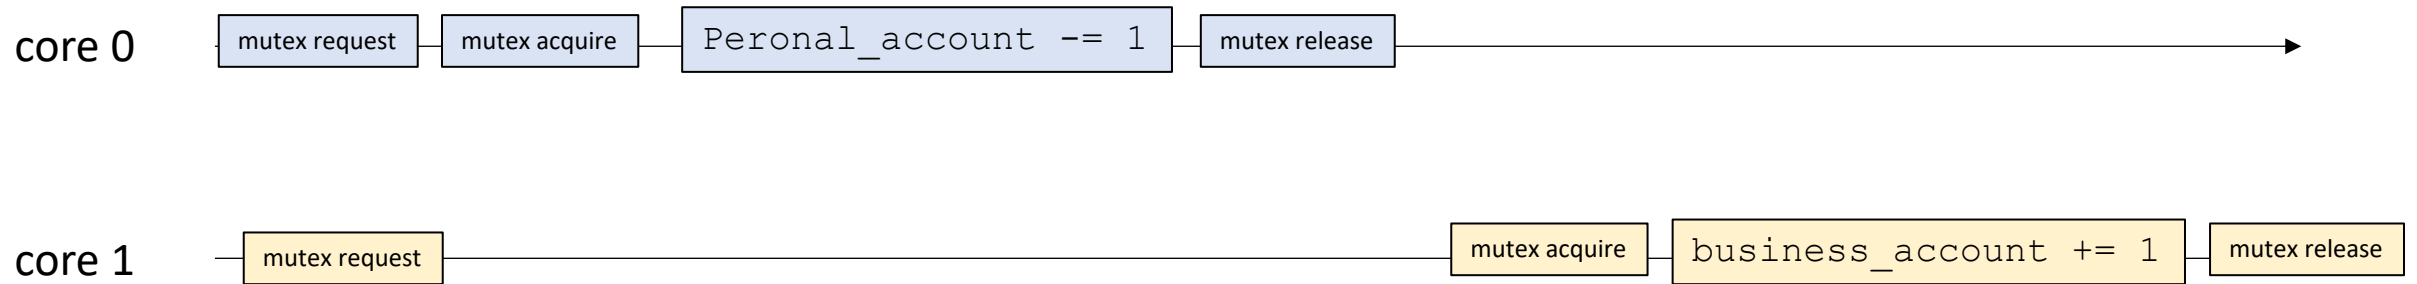 core 0
mutex request
mutex acquire
Peronal_account -= 1
mutex release
core 1
mutex request
mutex acquire
business_account += 1
mutex release